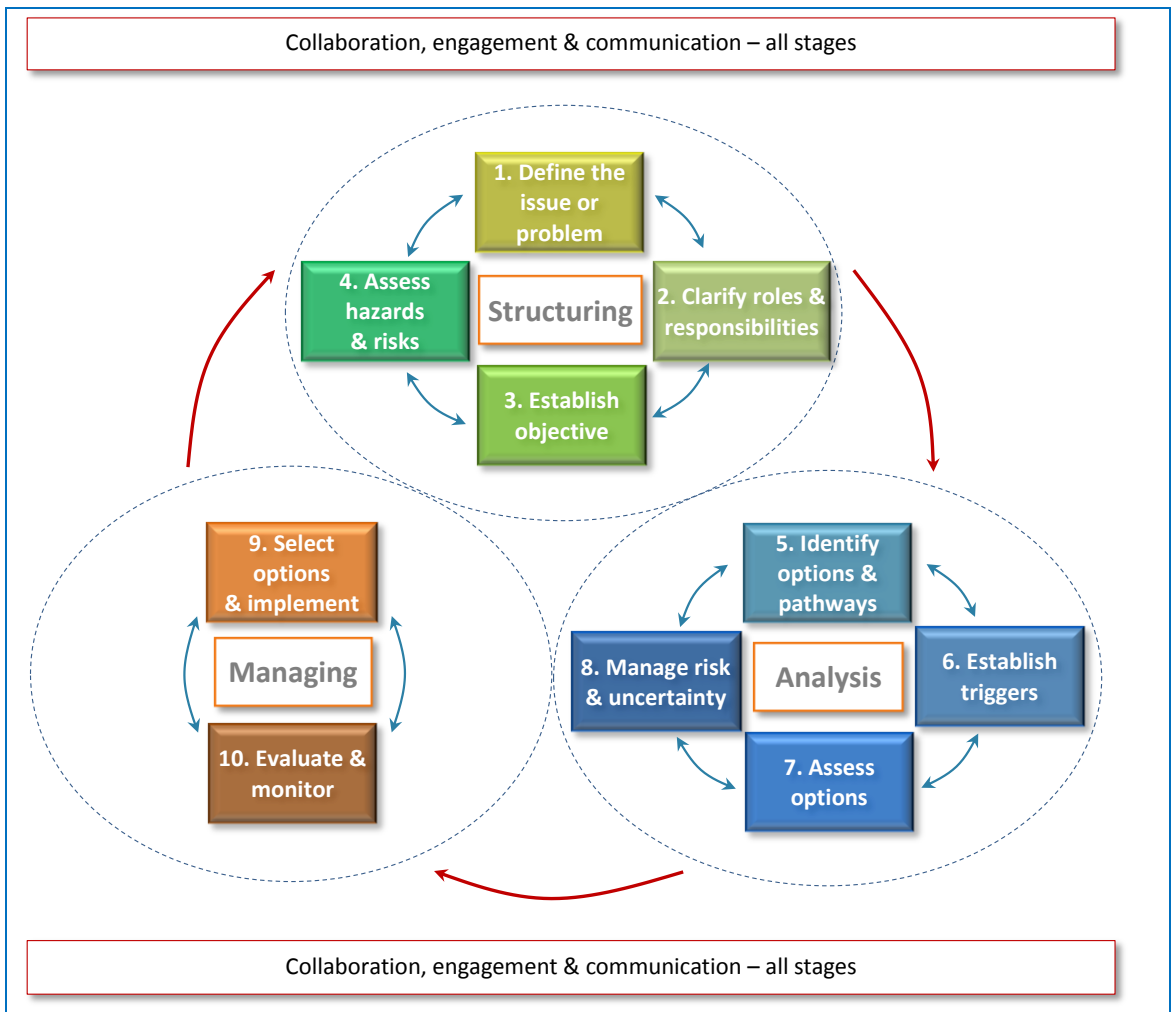 Collaboration, engagement & communication – all stages
1. Define the
issue or
problem
2. Clarify roles &
responsibilities
3. Establish
objective
4. Assess
hazards
& risks
Structuring
5. Identify
options &
pathways
6. Establish
triggers
7. Assess
options
8. Manage risk
& uncertainty
Analysis
9. Select
options
& implement
Managing
10. Evaluate &
monitor
Collaboration, engagement & communication – all stages